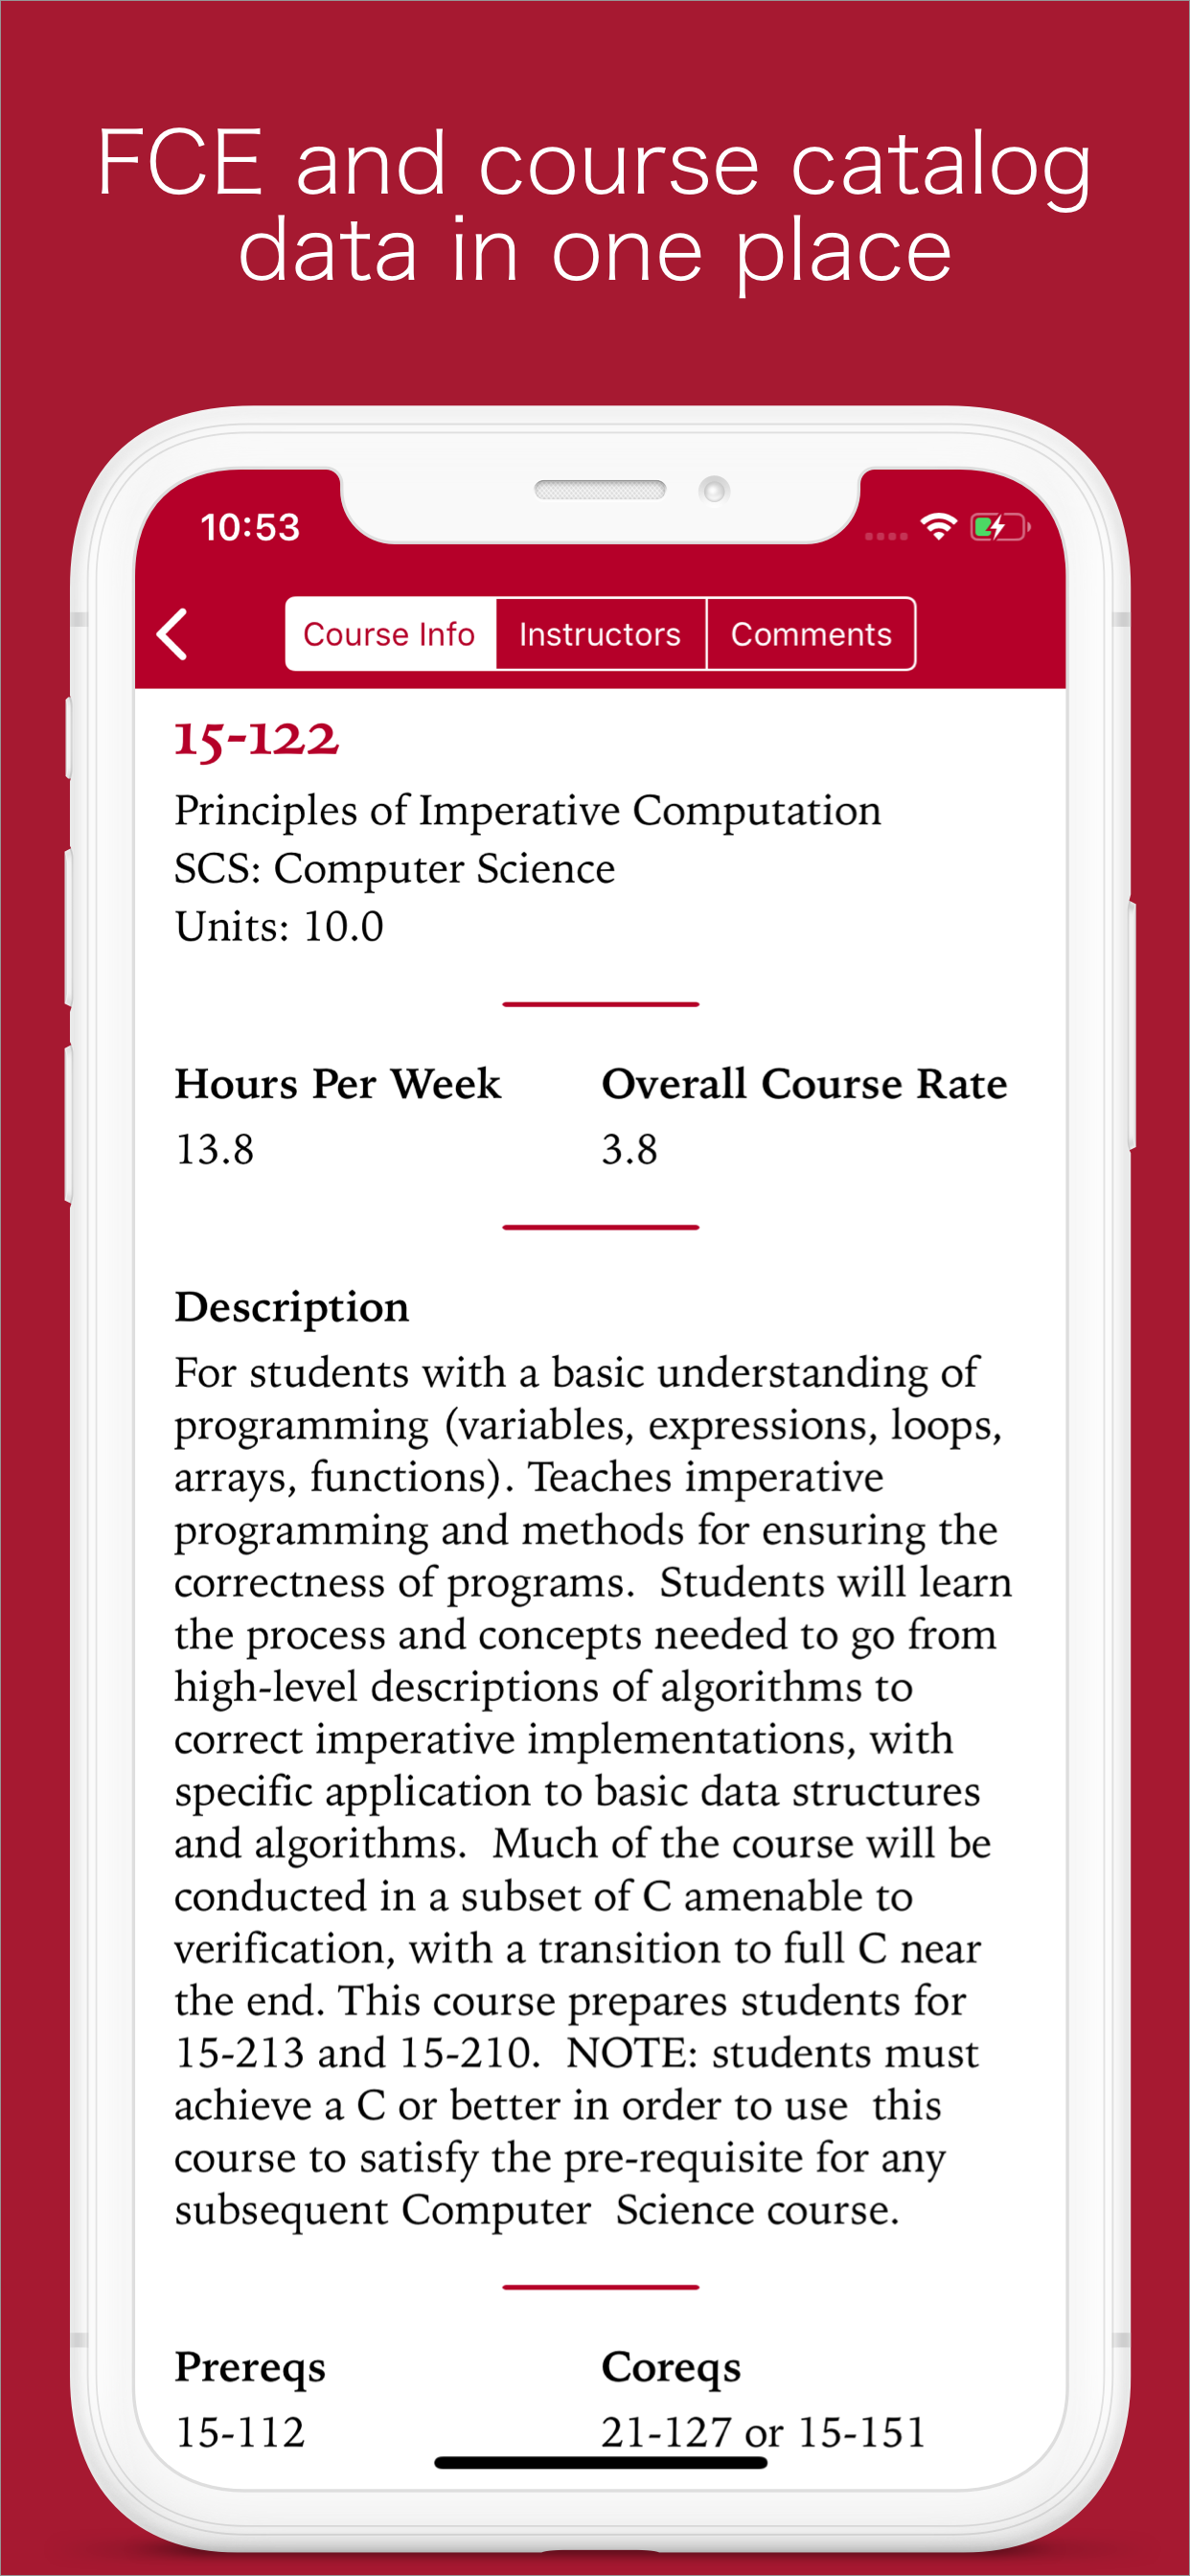 FCE and course catalog
data in one place
10:53
Course Info Instructors Comments
15-122
Principles of Imperative Computation
SCS: Computer Science
Units: 10.0
Hours Per Week Overall Course Rate
13.8 3.8
Description
For students with a basic understanding of
programming (variables, expressions, loops,
arrays, functions). Teaches imperative
programming and methods for ensuring the
correctness of programs.  Students will learn
the process and concepts needed to go from
high-level descriptions of algorithms to
correct imperative implementations, with
specific application to basic data structures
and algorithms.  Much of the course will be
conducted in a subset of C amenable to
verification, with a transition to full C near
the end. This course prepares students for
15-213 and 15-210.  NOTE: students must
achieve a C or better in order to use  this
course to satisfy the pre-requisite for any
subsequent Computer  Science course.
Prereqs Coreqs
15-112 21-127 or 15-151